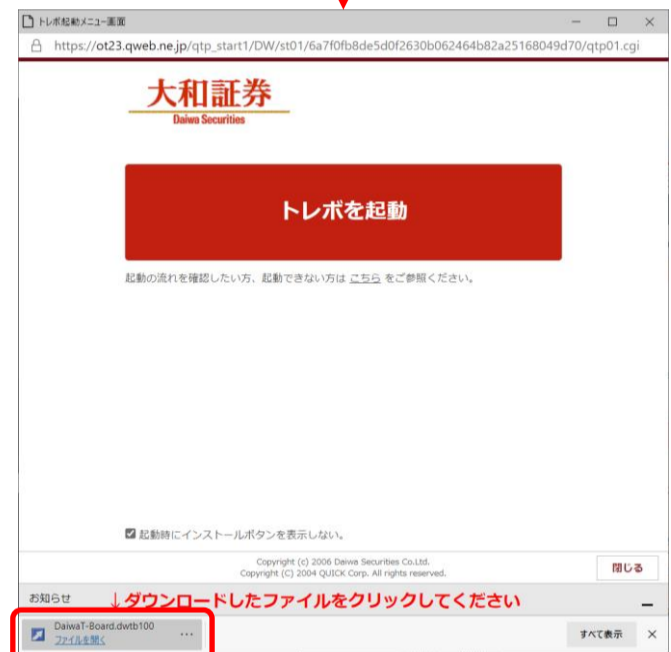 トレボ起動メニュー画面
https://ot23.qweb.ne.jp/qtp_start1/DW/st01/6a7f0fb8de5d0f2630b062464b82a25168049d70/qtp01.cgi
大和証券
Daiwa Securities
トレボを起動
起動の流れを確認したい方、起動できない方は こちら をご参照ください。
起動時にインストールボタンを表示しない。
Copyright (c) 2006 Daiwa Securities Co.Ltd.
Copyright (C) 2004 QUICK Corp. All rights reserved.
閉じる
お知らせ
↓ダウンロードしたファイルをクリックしてください
DaiwaT-Board.dwtb100
ファイルを開く
すべて表示